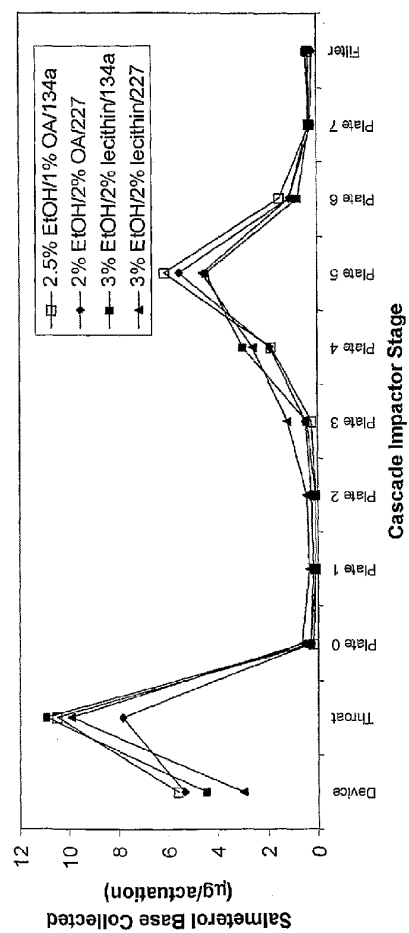 2.5% EtOH/1% OA/134a
2% EtOH/2% OA/227
3% EtOH/2% lecithin/134a
3% EtOH/2% lecithin/227
Salmeterol Base Collected
(μg/actuation)
12
10
8
6
4
2
0
Device
Throat
Plate 0
Plate 1
Plate 2
Plate 3
Plate 4
Plate 5
Plate 6
Plate 7
Filter
Cascade Impactor Stage